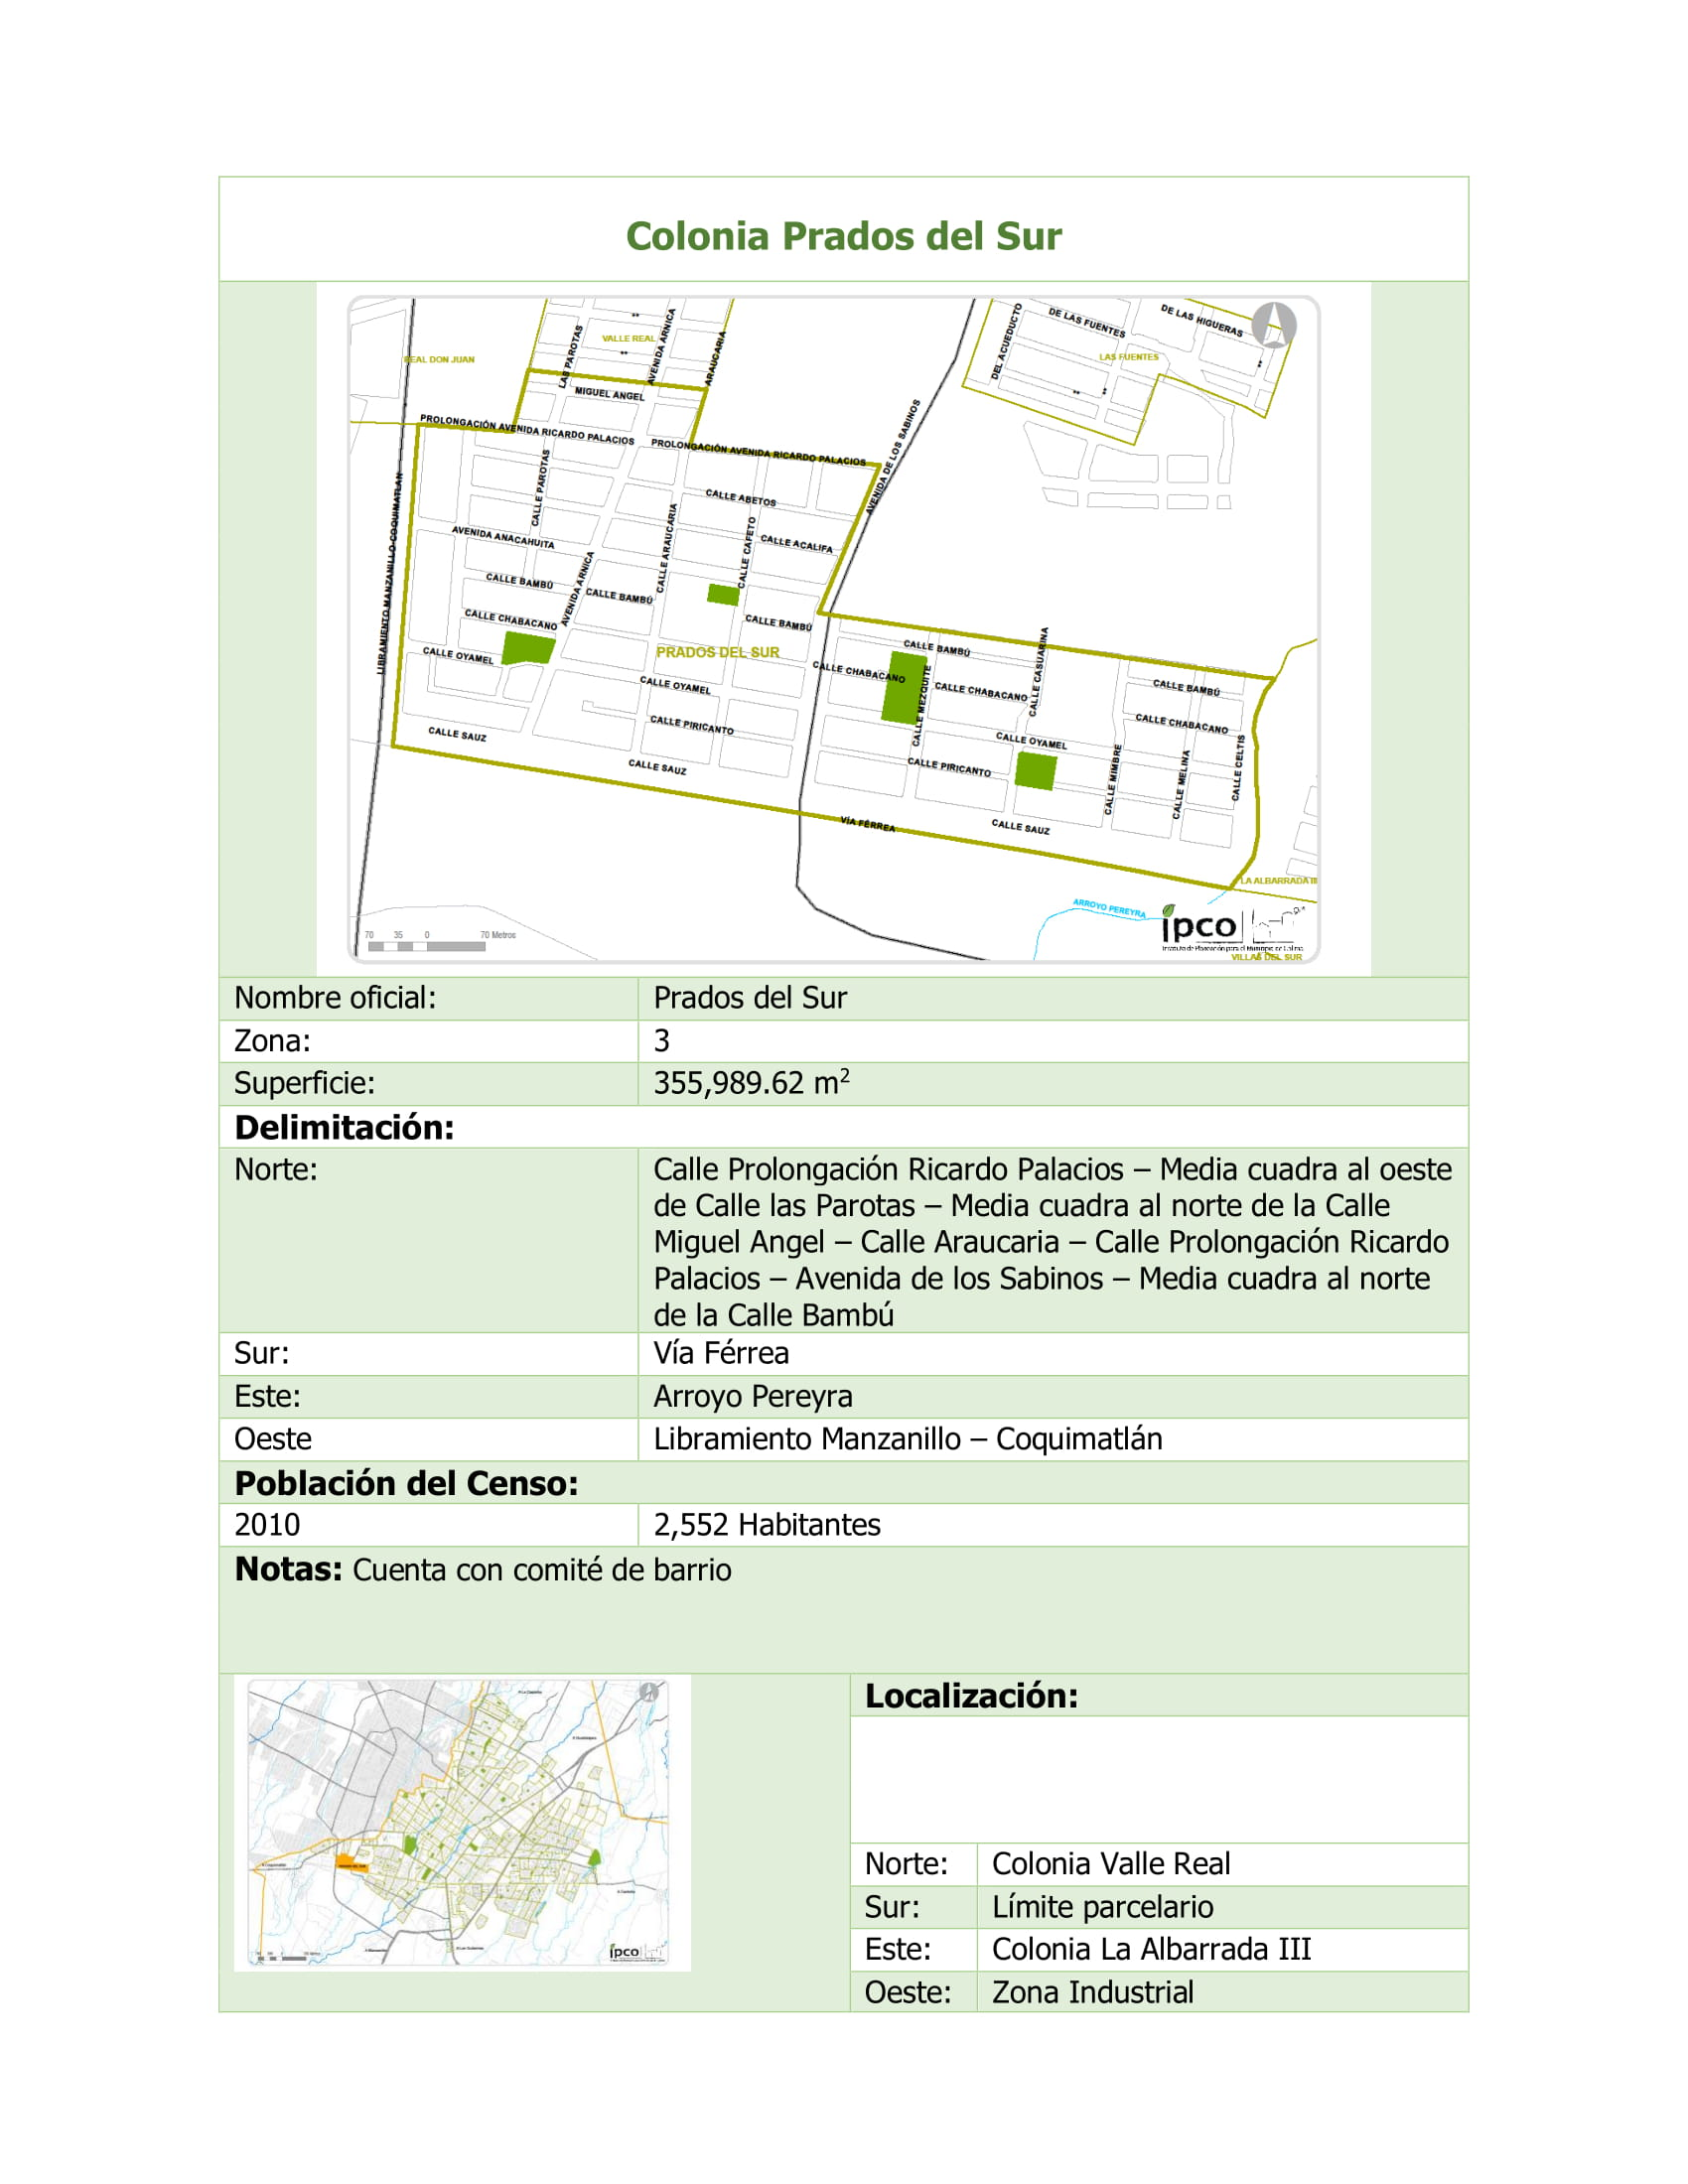 Colonia Prados del Sur
LAS PAROTAS
VALLE REAL
AVENIDA ARNICA
ARAUCARIA
DEL ACUEDUCTO
DE LAS FUENTES
DE LAS HIGUERAS
REAL DON JUAN
LAS FUENTES
MIGUEL ANGEL
PROLONGACIÓN AVENIDA RICARDO PALACIOS
PROLONGACIÓN AVENIDA RICARDO PALACIOS
AVENIDA DE LOS SABINOS
LIBRAMIENTO MANZANILLO-COQUIMATLAN
CALLE PAROTAS
CALLE ABETOS
CALLE ARAUCARIA
CALLE CAFETO
CALLE ACALIFA
AVENIDA ANACAHUITA
AVENIDA ARNICA
CALLE BAMBÚ
CALLE BAMBÚ
CALLE BAMBÚ
CALLE CHABACANO
CALLE OYAMEL
PRADOS DEL SUR
CALLE BAMBÚ
CALLE CASUARINA
CALLE CHABACANO
CALLE MEZQUITE
CALLE CHABACANO
CALLE BAMBÚ
CALLE OYAMEL
CALLE PIRICANTO
CALLE CHABACANO
CALLE SAUZ
CALLE OYAMEL
CALLE SAUZ
CALLE PIRICANTO
CALLE MIMBRE
CALLE MELINA
CALLE CELTIS
VÍA FÉRREA
CALLE SAUZ
LA ALBARRADA III
ARROYO PEREYRA
ipco
Instituto de Planeación para el Municipio de Colima
VILLAS DEL SUR
70 35 0 70 Metros
Nombre oficial: Prados del Sur
Zona: 3
Superficie: 355,989.62 m²
Delimitación:
Norte: Calle Prolongación Ricardo Palacios – Media cuadra al oeste
de Calle las Parotas – Media cuadra al norte de la Calle
Miguel Angel – Calle Araucaria – Calle Prolongación Ricardo
Palacios – Avenida de los Sabinos – Media cuadra al norte
de la Calle Bambú
Sur: Vía Férrea
Este: Arroyo Pereyra
Oeste Libramiento Manzanillo – Coquimatlán
Población del Censo:
2010 2,552 Habitantes
Notas: Cuenta con comité de barrio
ipco
Localización:
Norte: Colonia Valle Real
Sur: Límite parcelario
Este: Colonia La Albarrada III
Oeste: Zona Industrial